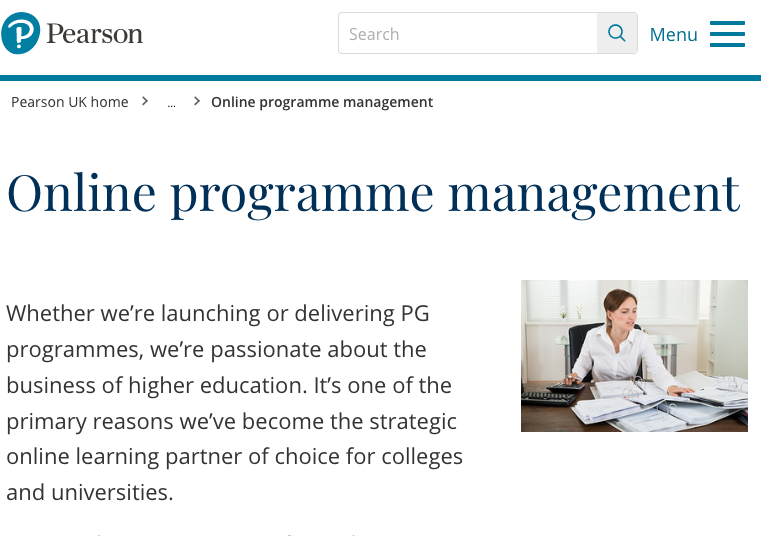 Pearson
Search
Menu
Pearson UK home > ... > Online programme management
Online programme management
Whether we’re launching or delivering PG
programmes, we’re passionate about the
business of higher education. It’s one of the
primary reasons we’ve become the strategic
online learning partner of choice for colleges
and universities.